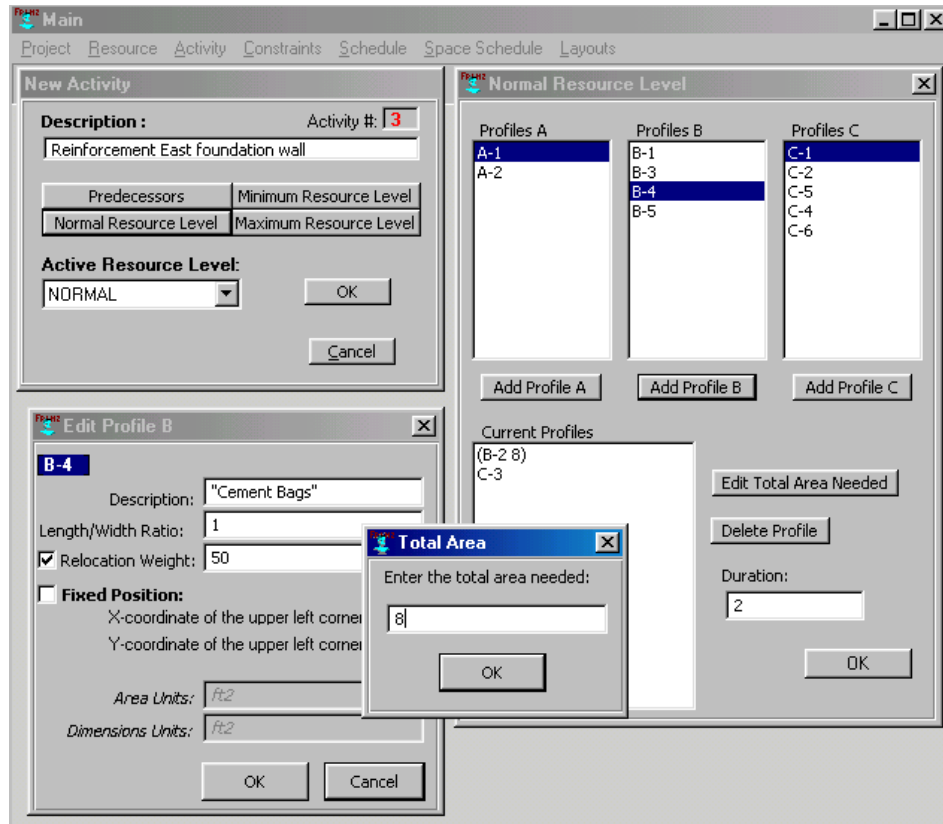 Main
Project Resource Activity Constraints Schedule Space Schedule Layouts
New Activity
Description : Activity #: 3
Reinforcement East foundation wall
Predecessors Minimum Resource Level
Normal Resource Level Maximum Resource Level
Active Resource Level:
NORMAL OK
Cancel
Normal Resource Level
Profiles A Profiles B Profiles C
A-1 B-1 C-1
A-2 B-3 C-2
B-4 C-5
B-5 C-4
C-6
Add Profile A Add Profile B Add Profile C
Current Profiles
(B-2 8)
C-3
Edit Total Area Needed
Delete Profile
Duration:
2
OK
Edit Profile B
B-4
Description: "Cement Bags"
Length/Width Ratio: 1
Relocation Weight: 50
Fixed Position:
X-coordinate of the upper left corner
Y-coordinate of the upper left corner
Area Units: ft2
Dimensions Units: ft2
OK Cancel
Total Area
Enter the total area needed:
8
OK